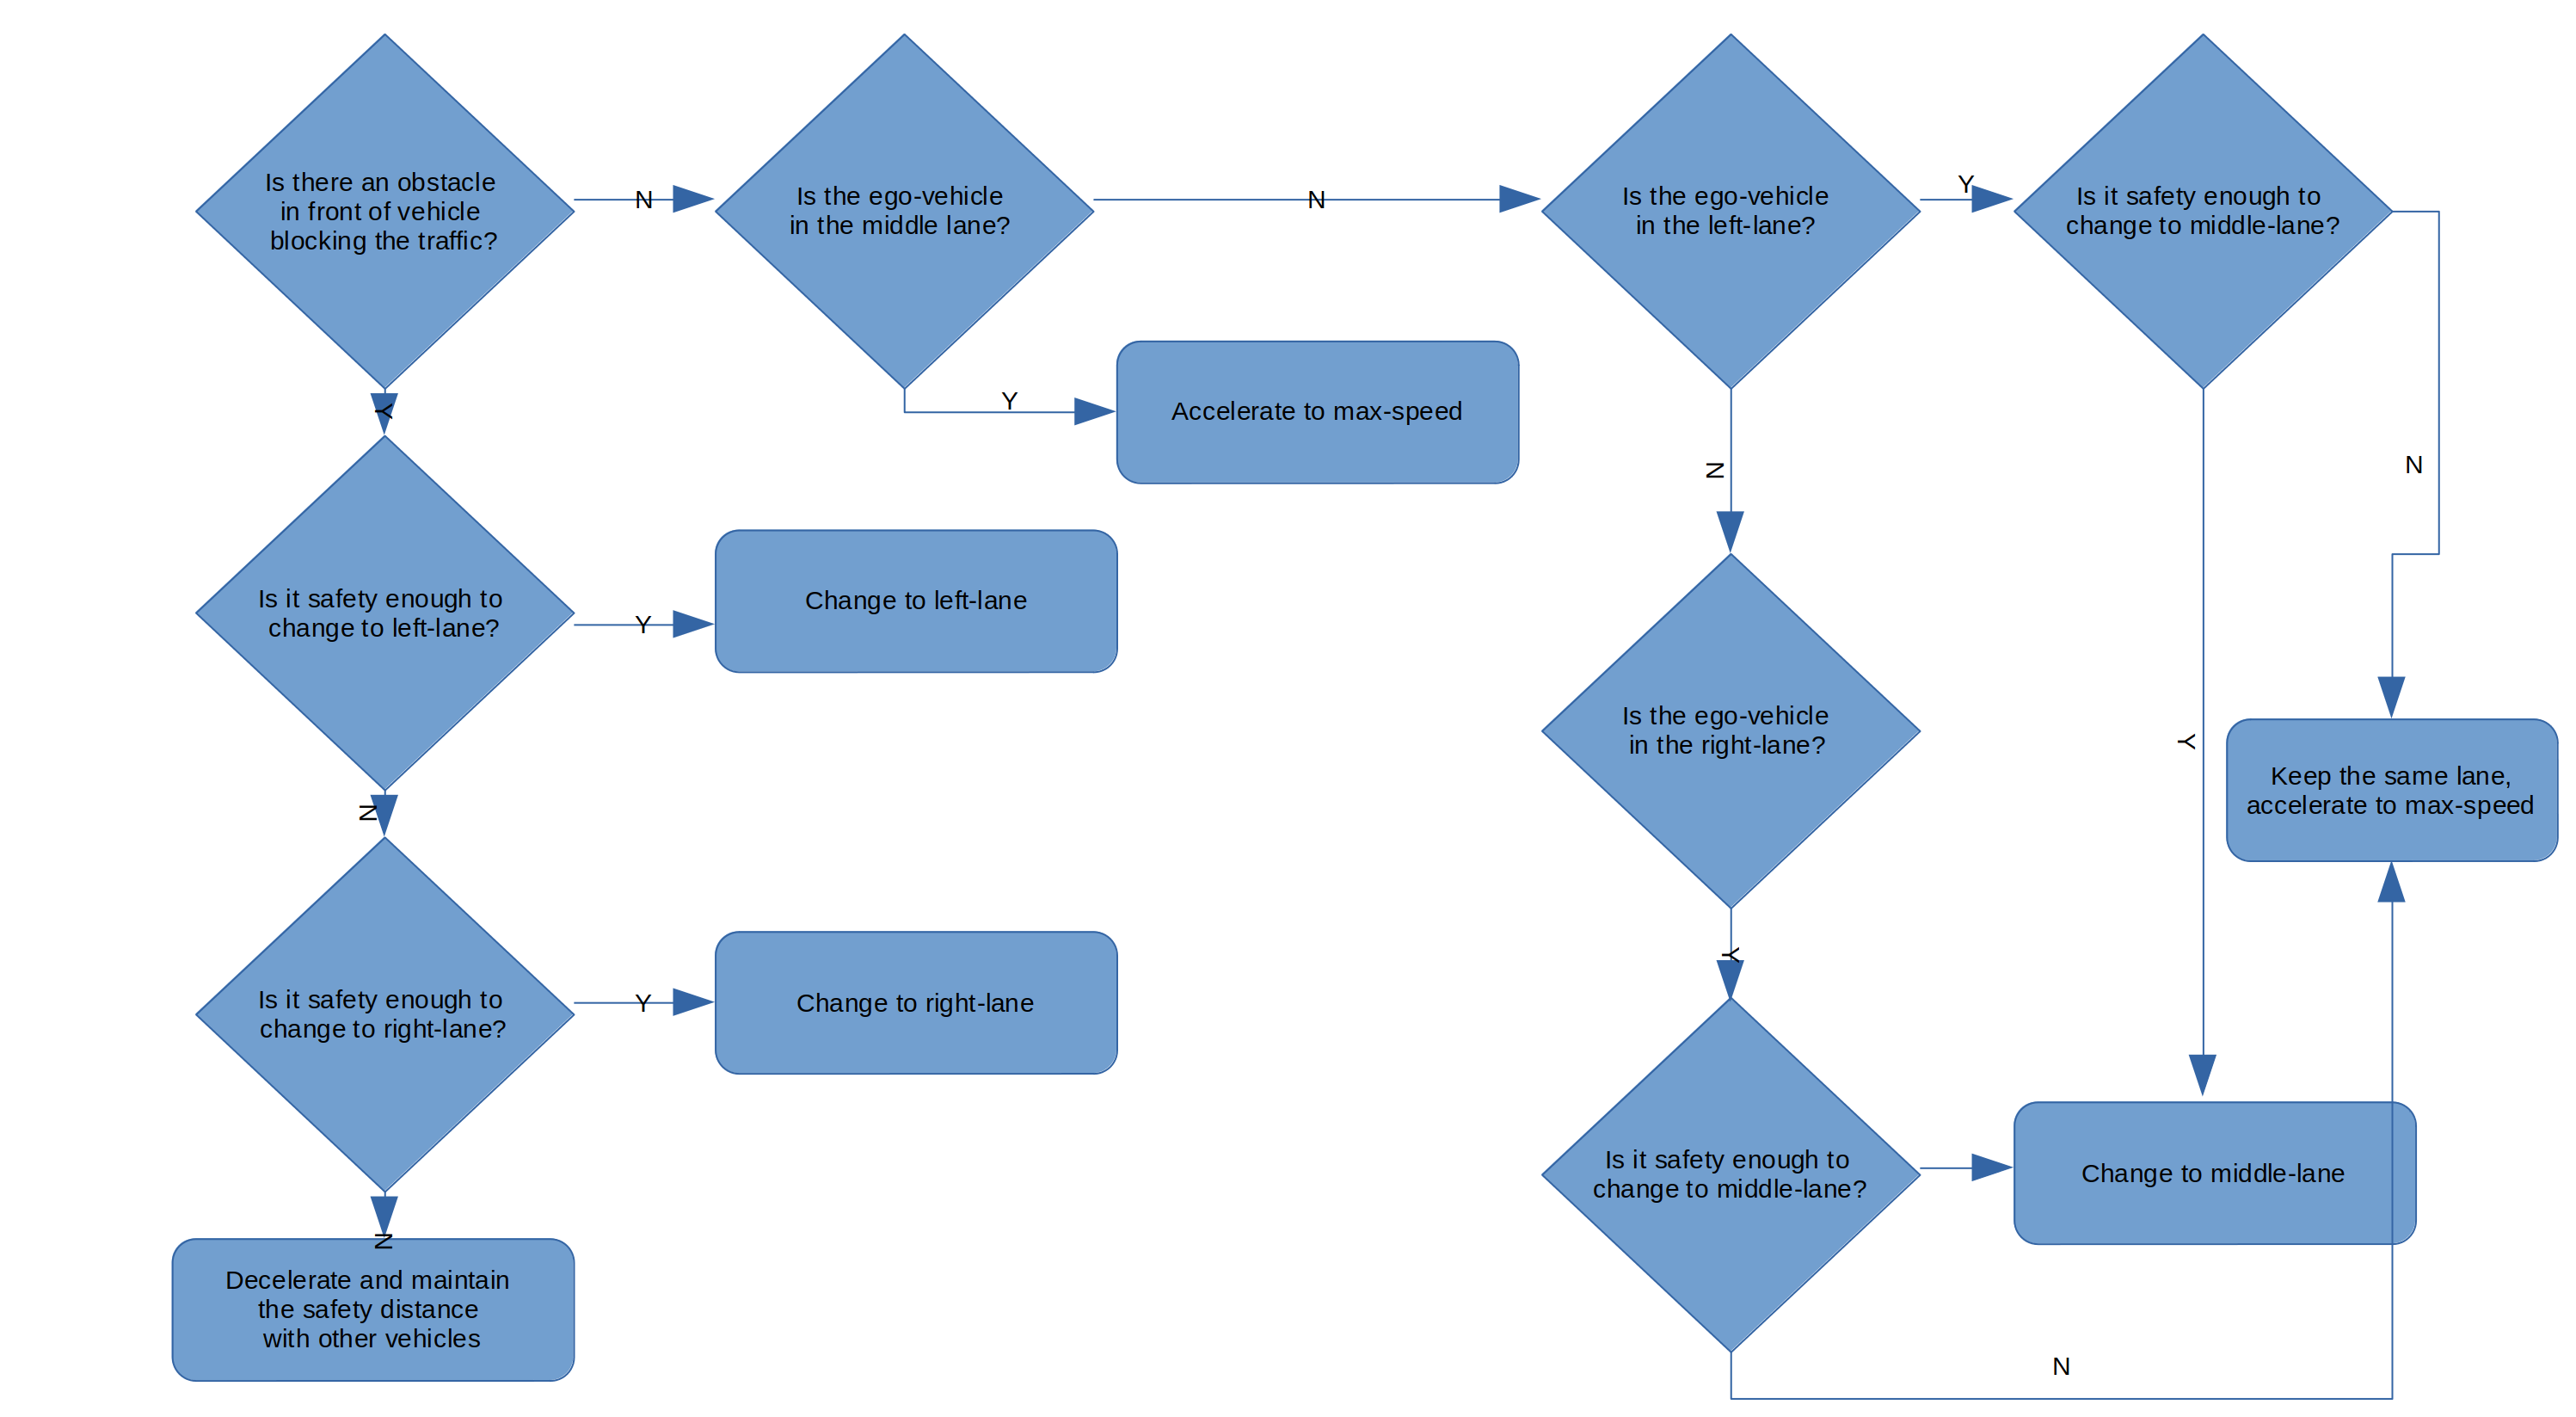 Is there an obstacle
in front of vehicle
blocking the traffic?
N
Is the ego-vehicle
in the middle lane?
N
Is the ego-vehicle
in the left-lane?
Y
Is it safety enough to
change to middle-lane?
Y
Y
Accelerate to max-speed
N
N
Is it safety enough to
change to left-lane?
Y
Change to left-lane
Is the ego-vehicle
in the right-lane?
Y
Keep the same lane,
accelerate to max-speed
N
Is it safety enough to
change to right-lane?
Y
Change to right-lane
Y
Is it safety enough to
change to middle-lane?
Change to middle-lane
N
Decelerate and maintain
the safety distance
with other vehicles
N